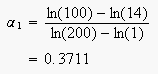 α₁ = ln(100) − ln(14) / ln(200) − ln(1)
= 0.3711